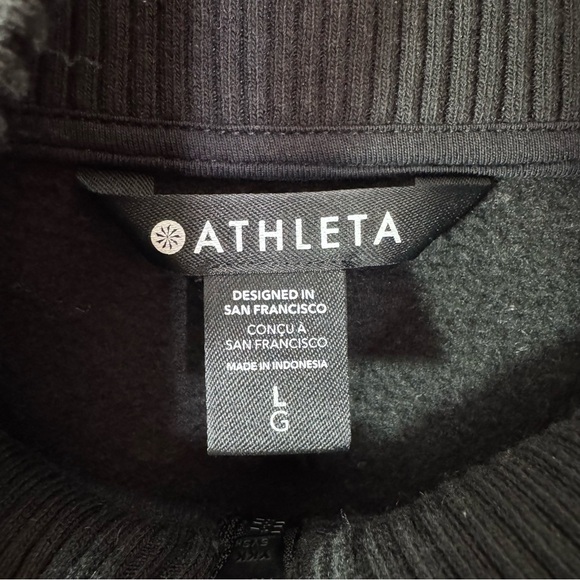 ATHLETA
DESIGNED IN
SAN FRANCISCO
CONÇU À
SAN FRANCISCO
MADE IN INDONESIA
L
G